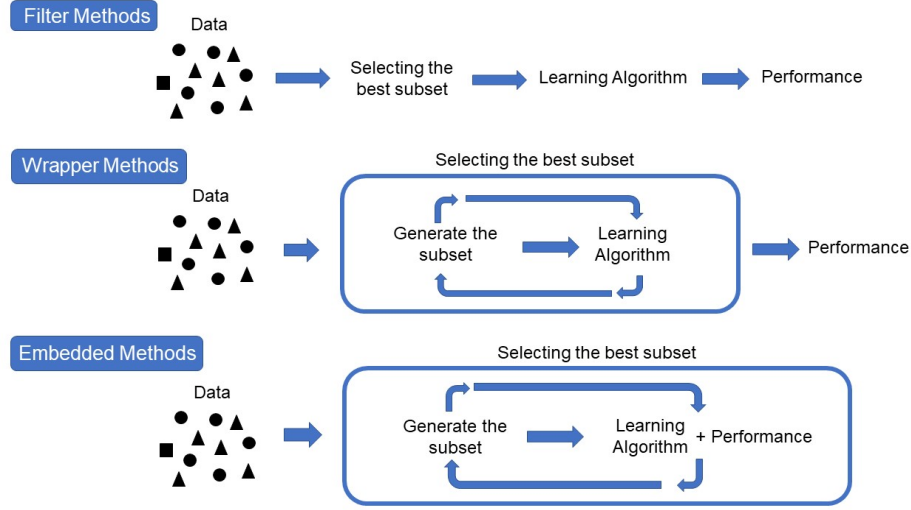 Filter Methods
Data
Selecting the
best subset
Learning Algorithm
Performance
Wrapper Methods
Selecting the best subset
Data
Generate the
subset
Learning
Algorithm
Performance
Embedded Methods
Selecting the best subset
Data
Generate the
subset
Learning
Algorithm
+ Performance